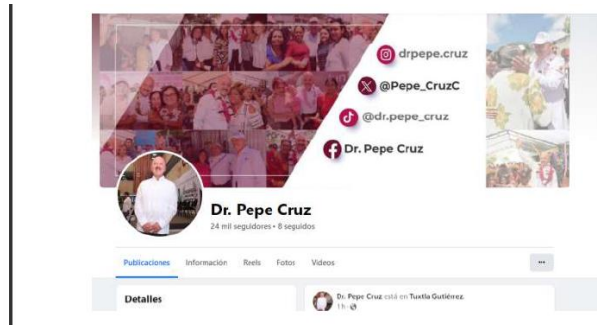 drpepe.cruz
@Pepe_CruzC
@dr.pepe_cruz
Dr. Pepe Cruz
Dr. Pepe Cruz
24 mil seguidores • 8 seguidos
Publicaciones Información Reels Fotos Videos
Detalles
Dr. Pepe Cruz está en Tuxtla Gutiérrez.
1 h